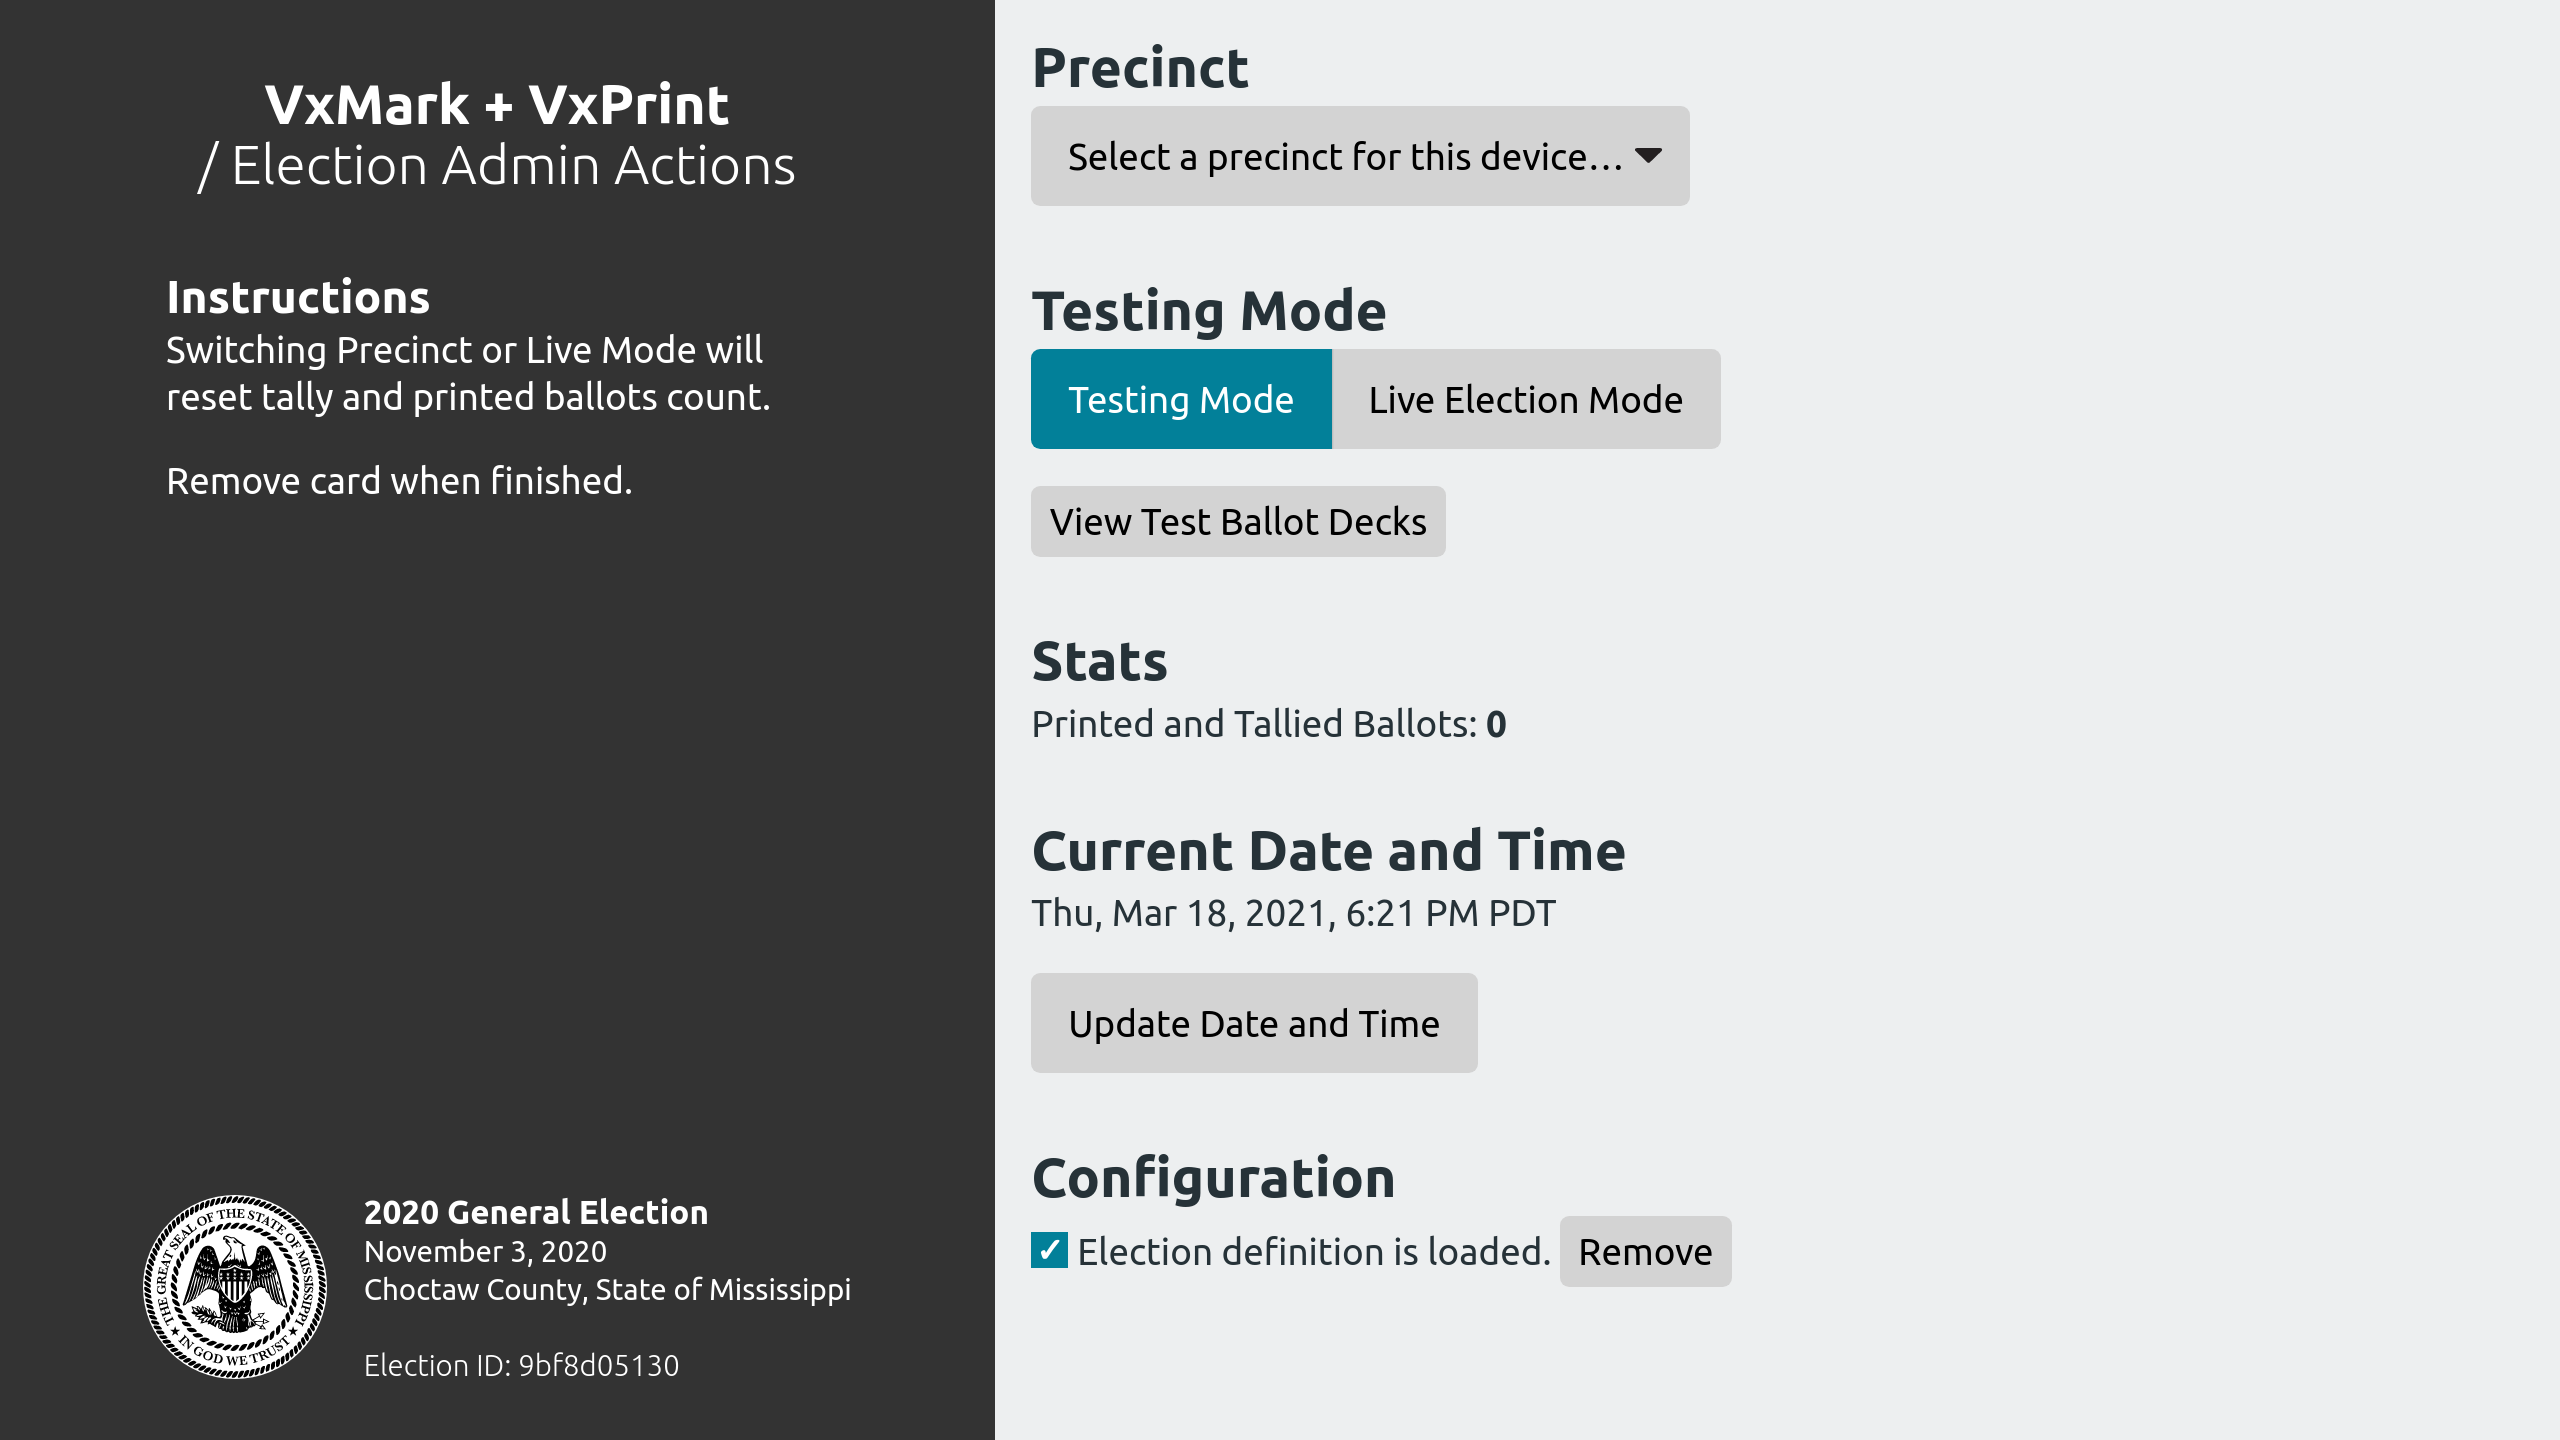 VxMark + VxPrint
/ Election Admin Actions
Instructions
Switching Precinct or Live Mode will
reset tally and printed ballots count.
Remove card when finished.
THE GREAT SEAL OF THE STATE OF MISSISSIPPI
★ IN GOD WE TRUST ★
2020 General Election
November 3, 2020
Choctaw County, State of Mississippi
Election ID: 9bf8d05130
Precinct
Select a precinct for this device…
Testing Mode
Testing Mode Live Election Mode
View Test Ballot Decks
Stats
Printed and Tallied Ballots: 0
Current Date and Time
Thu, Mar 18, 2021, 6:21 PM PDT
Update Date and Time
Configuration
✓ Election definition is loaded. Remove